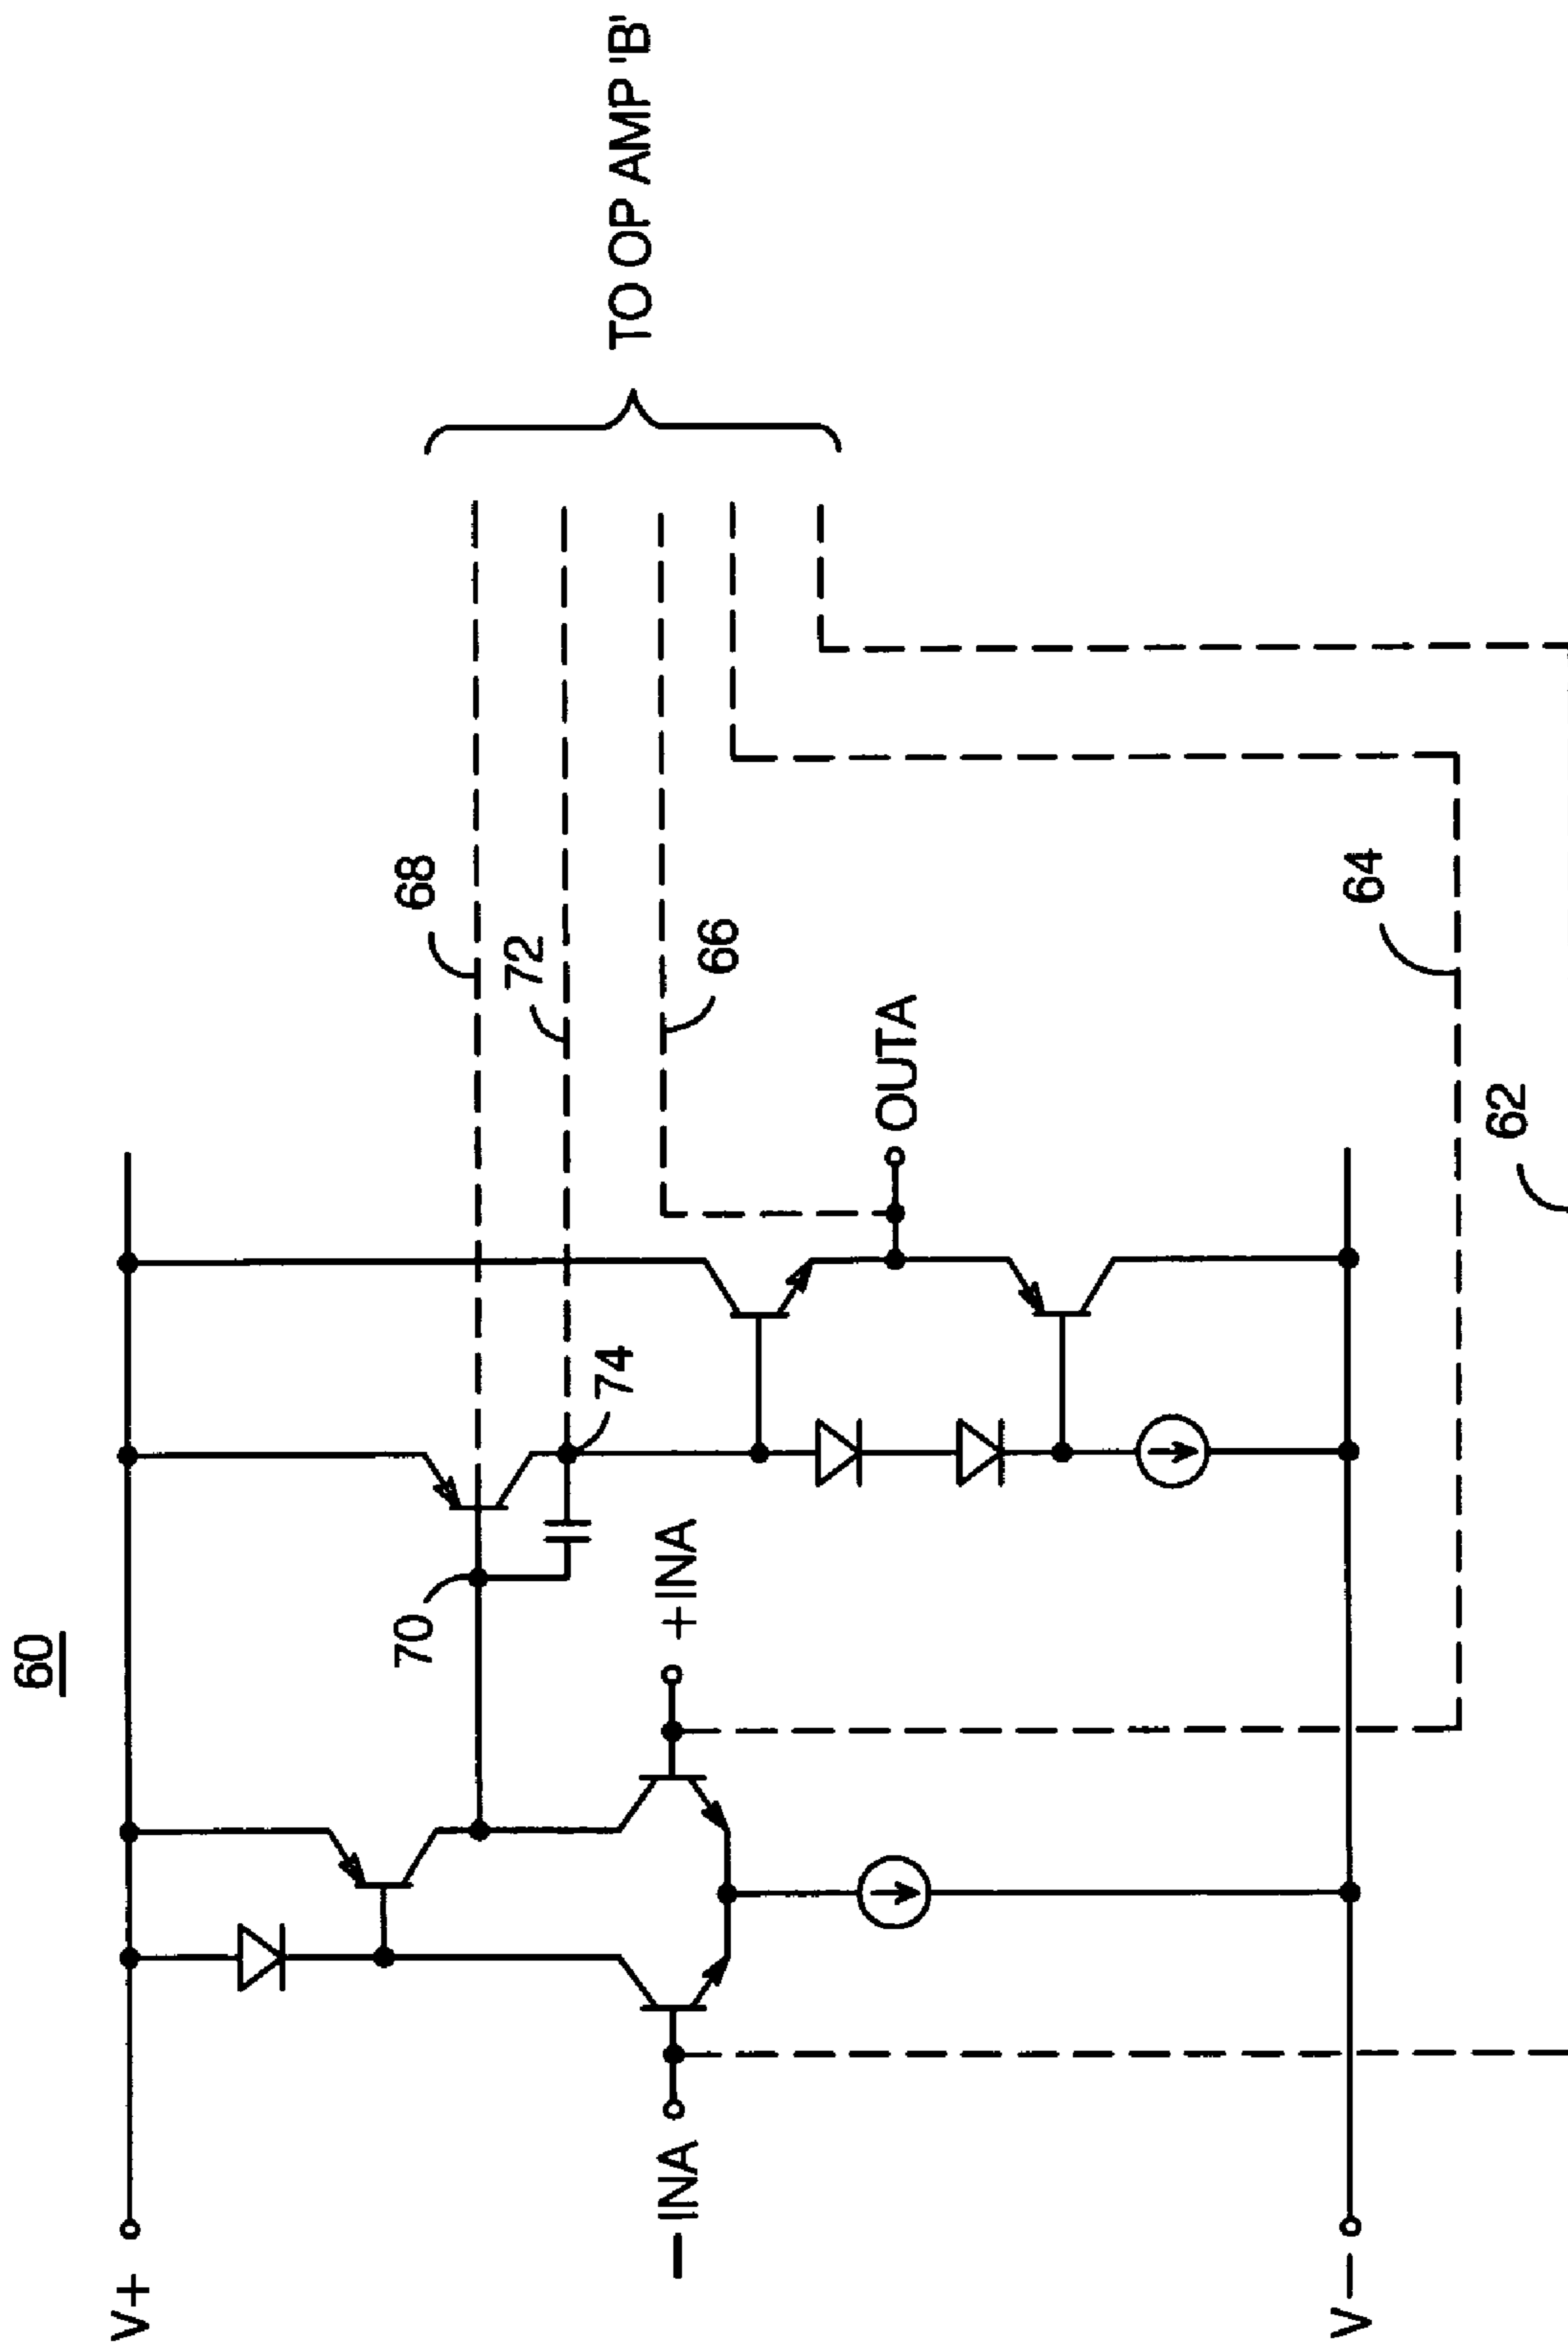 60
V+
68
70
72
74
TO OP AMP 'B'
66
–INA
+INA
OUTA
V–
64
62